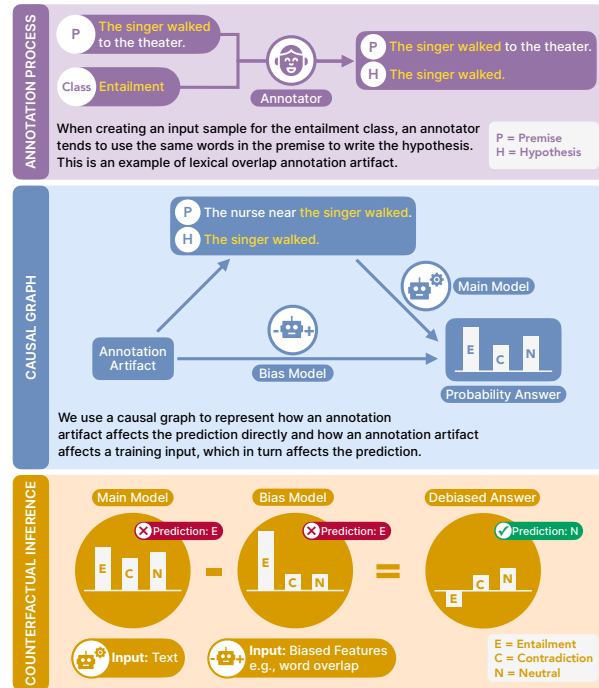 ANNOTATION PROCESS
P
The singer walked
to the theater.
Class
Entailment
Annotator
P
The singer walked to the theater.
H
The singer walked.
When creating an input sample for the entailment class, an annotator
tends to use the same words in the premise to write the hypothesis.
This is an example of lexical overlap annotation artifact.
P = Premise
H = Hypothesis
CAUSAL GRAPH
P
The nurse near the singer walked.
H
The singer walked.
Main Model
Annotation
Artifact
Bias Model
E
C
N
Probability Answer
We use a causal graph to represent how an annotation
artifact affects the prediction directly and how an annotation artifact
affects a training input, which in turn affects the prediction.
COUNTERFACTUAL INFERENCE
Main Model
Bias Model
Debiased Answer
Prediction: E
Prediction: E
Prediction: N
E
C
N
-
E
C
N
=
E
C
N
Input: Text
Input: Biased Features
e.g., word overlap
E = Entailment
C = Contradiction
N = Neutral